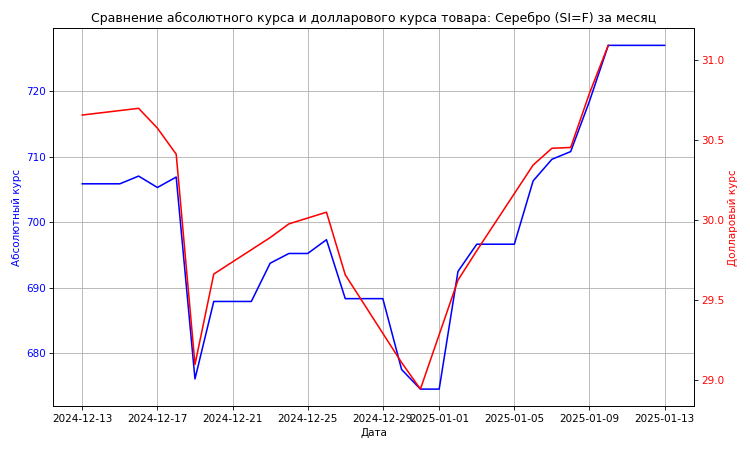 Сравнение абсолютного курса и долларового курса товара: Серебро (SI=F) за месяц
Абсолютный курс
720
710
700
690
680
31.0
30.5
30.0
29.5
29.0
Долларовый курс
2024-12-13 2024-12-17 2024-12-21 2024-12-25 2024-12-29 2025-01-01 2025-01-05 2025-01-09 2025-01-13
Дата